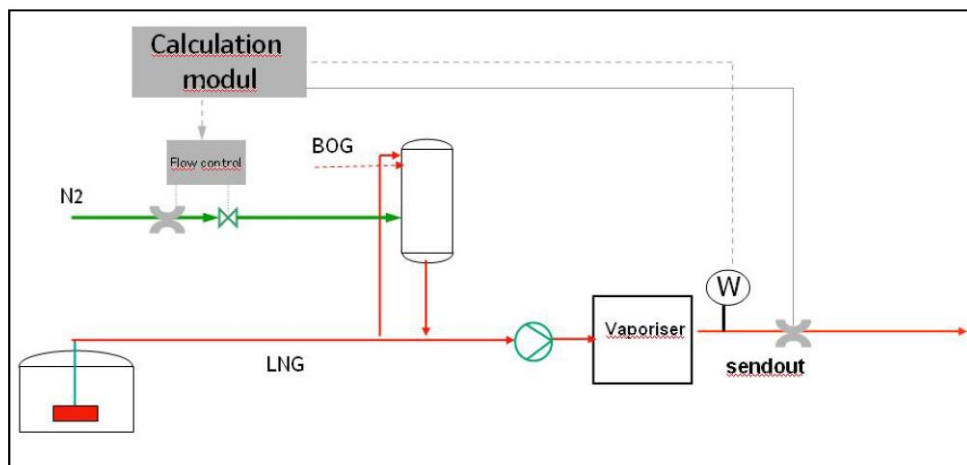 Calculation
modul
Flow control
BOG
N2
W
Vaporiser
LNG
sendout